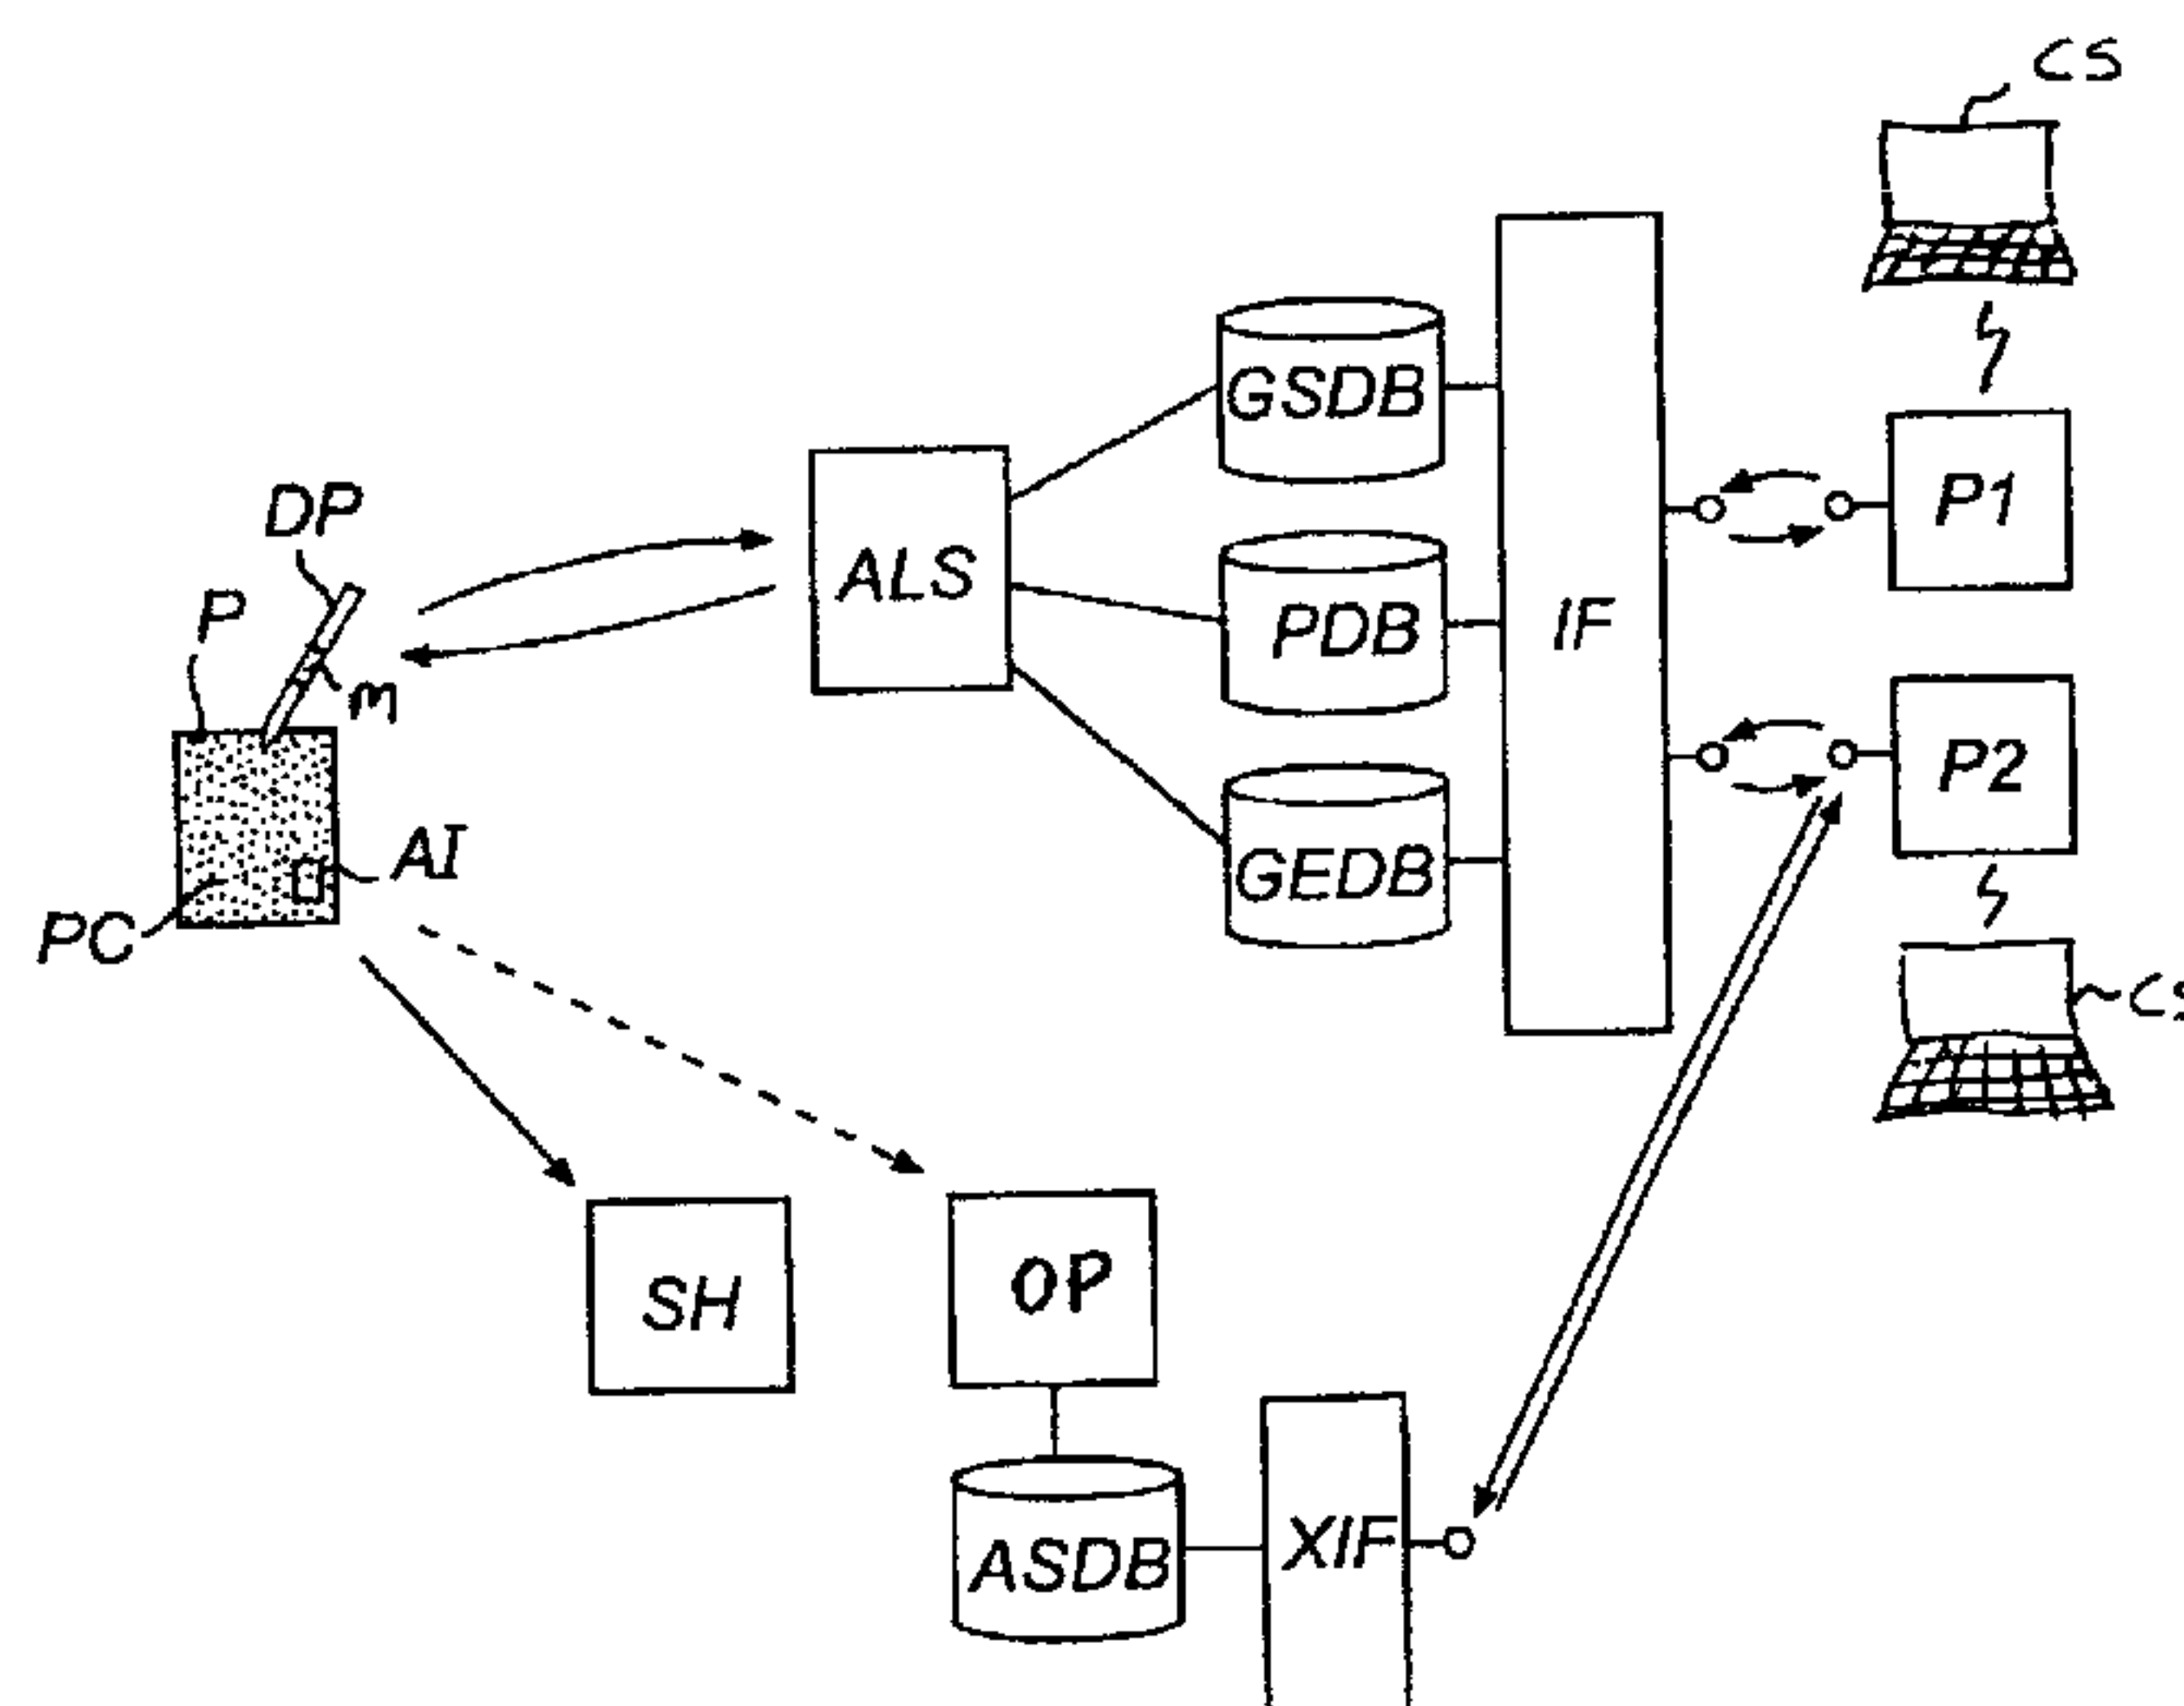 CS
GSDB
DP
P1
ALS
P
PDB
IF
m
P2
AI
GEDB
PC
CS
SH
OP
ASDB
XIF